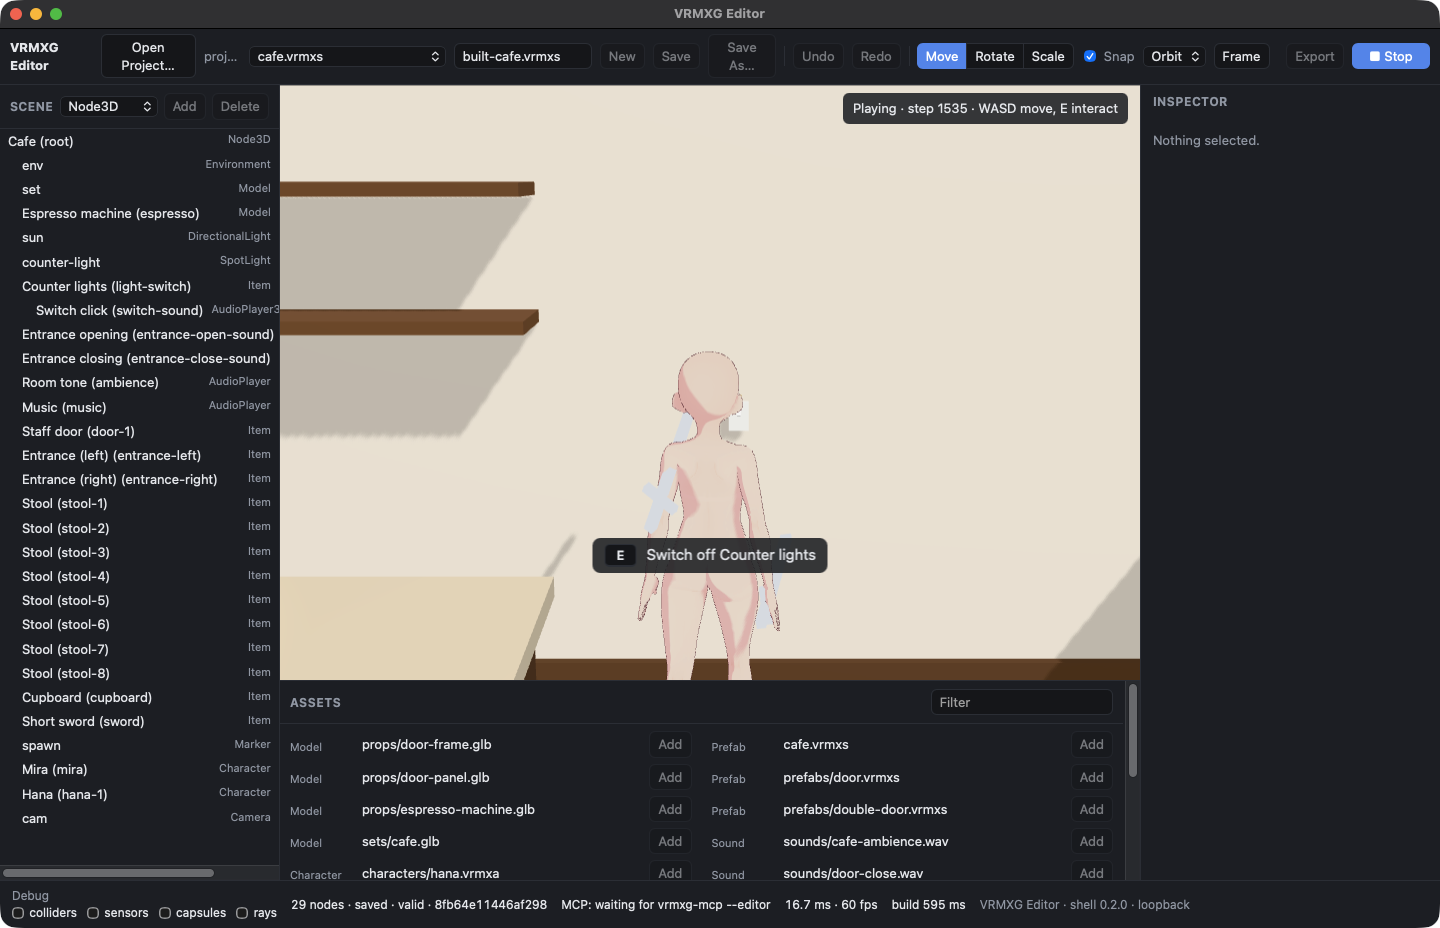 VRMXG Editor
VRMXG Editor
Open Project...
proj...
cafe.vrmxs
built-cafe.vrmxs
New
Save
Save As...
Undo
Redo
Move
Rotate
Scale
Snap
Orbit
Frame
Export
Stop
SCENE
Node3D
Add
Delete
Cafe (root) Node3D
env Environment
set Model
Espresso machine (espresso) Model
sun DirectionalLight
counter-light SpotLight
Counter lights (light-switch) Item
Switch click (switch-sound) AudioPlayer3
Entrance opening (entrance-open-sound)
Entrance closing (entrance-close-sound)
Room tone (ambience) AudioPlayer
Music (music) AudioPlayer
Staff door (door-1) Item
Entrance (left) (entrance-left) Item
Entrance (right) (entrance-right) Item
Stool (stool-1) Item
Stool (stool-2) Item
Stool (stool-3) Item
Stool (stool-4) Item
Stool (stool-5) Item
Stool (stool-6) Item
Stool (stool-7) Item
Stool (stool-8) Item
Cupboard (cupboard) Item
Short sword (sword) Item
spawn Marker
Mira (mira) Character
Hana (hana-1) Character
cam Camera
Playing · step 1535 · WASD move, E interact
E Switch off Counter lights
INSPECTOR
Nothing selected.
ASSETS
Filter
Model props/door-frame.glb Add
Prefab cafe.vrmxs Add
Model props/door-panel.glb Add
Prefab prefabs/door.vrmxs Add
Model props/espresso-machine.glb Add
Prefab prefabs/double-door.vrmxs Add
Model sets/cafe.glb Add
Sound sounds/cafe-ambience.wav Add
Character characters/hana.vrmxa Add
Sound sounds/door-close.wav Add
Debug
colliders sensors capsules rays
29 nodes · saved · valid · 8fb64e11446af298 MCP: waiting for vrmxg-mcp --editor 16.7 ms · 60 fps build 595 ms VRMXG Editor · shell 0.2.0 · loopback